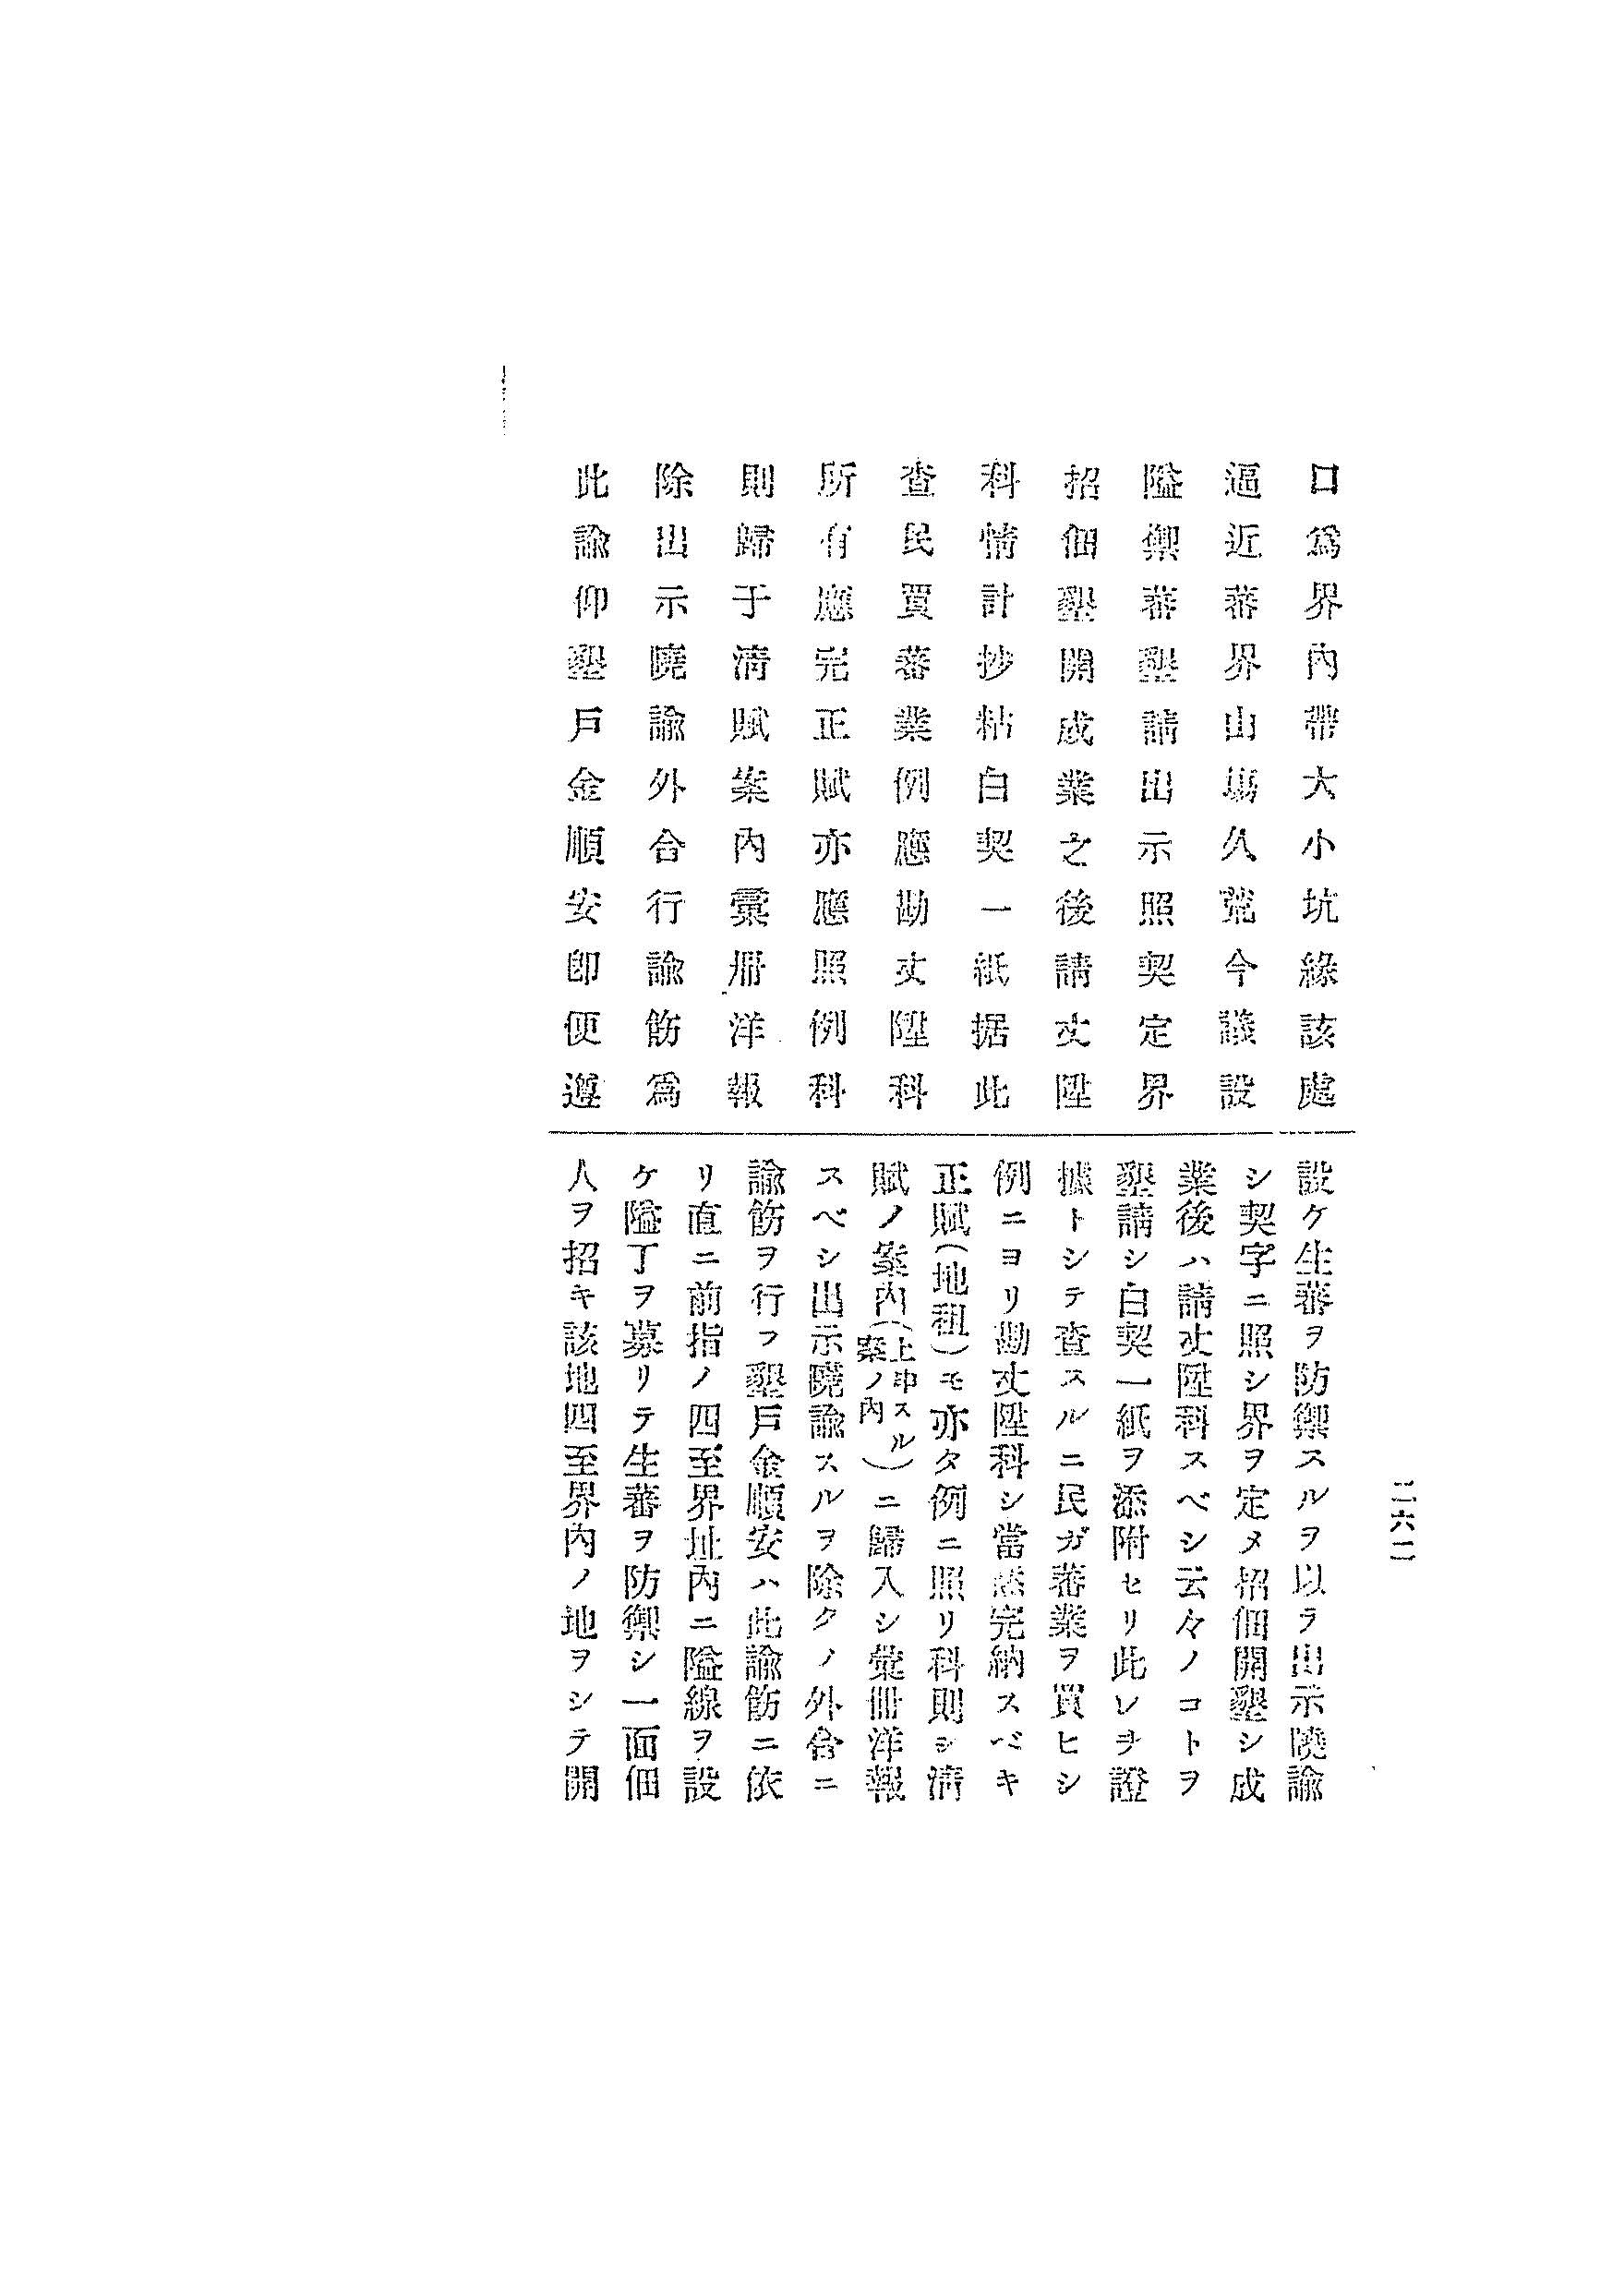 二六二
口爲界內帶大小坑緣該處
逼近蕃界山場久荒今議設
隘禦蕃墾請出示照契定界
招佃墾開成業之後請丈陞
科情計抄粘白契一紙据此
查民買蕃業例應勘丈陞科
所有應完正賦亦應照例科
則歸于淸賦案內彙册洋報
除出示曉諭外合行諭飭爲
此諭仰墾戶金順安卽便遵
設ケ生蕃ヲ防禦スルヲ以ラ出示曉諭
シ契字ニ照シ界ヲ定メ招佃開墾シ成
業後ハ請丈陞科スベシ云々ノコトヲ
墾請シ白契一紙ヲ添附セリ此レヲ證
據トシテ査スルニ民ガ蕃業ヲ買ヒシ
例ニヨリ勘丈陞科シ當然完納スベキ
正賦(地租)モ亦タ例ニ照リ科則シ淸
賦ノ案內(上申スル案ノ內)ニ歸入シ彙冊洋報
スベシ出示曉諭スルヲ除クノ外合ニ
諭飭ヲ行フ墾戶金順安ハ此諭飭ニ依
リ直ニ前指ノ四至界址內ニ隘線ヲ設
ケ隘丁ヲ募リテ生蕃ヲ防禦シ一面佃
人ヲ招キ該地四至界內ノ地ヲシテ開